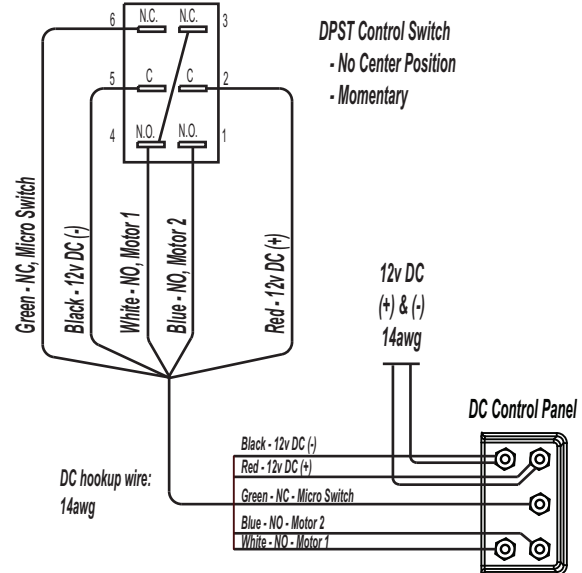 6 N.C. N.C. 3
5 C C 2
4 N.O. N.O. 1
DPST Control Switch
- No Center Position
- Momentary
Green - NC, Micro Switch
Black - 12v DC (-)
White - NO, Motor 1
Blue - NO, Motor 2
Red - 12v DC (+)
12v DC
(+) & (-)
14awg
DC Control Panel
DC hookup wire:
14awg
Black - 12v DC (-)
Red - 12v DC (+)
Green - NC - Micro Switch
Blue - NO - Motor 2
White - NO - Motor 1